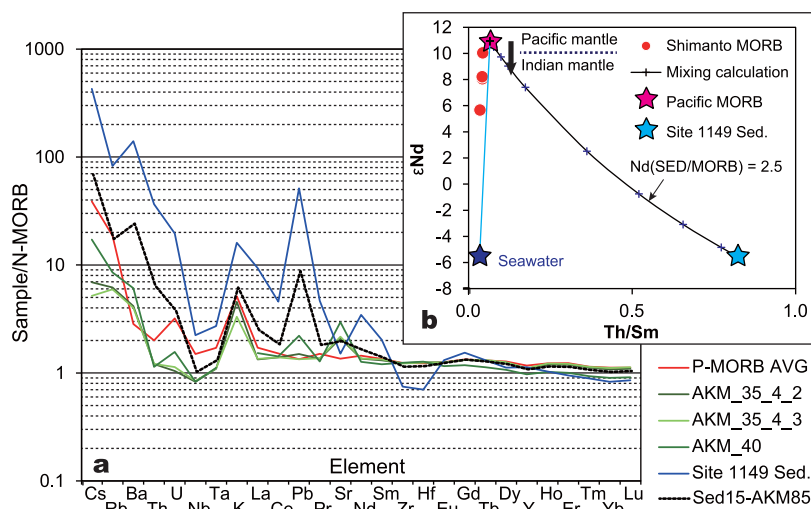 1000
100
10
1
0.1
Sample/N-MORB
a
Element
Cs Ba U Ta La Pb Sr Sm Hf Gd Dy Ho Tm Lu
Rb Th Nb K Ce Pr Nd Zr Eu Tb Y Er Yb
12
10
8
6
4
2
0
-2
-4
-6
-8
εNd
Pacific mantle
Indian mantle
Shimanto MORB
Mixing calculation
Pacific MORB
Site 1149 Sed.
Nd(SED/MORB) = 2.5
Seawater
b
0.0 0.5 1.0
Th/Sm
P-MORB AVG
AKM_35_4_2
AKM_35_4_3
AKM_40
Site 1149 Sed.
Sed15-AKM85